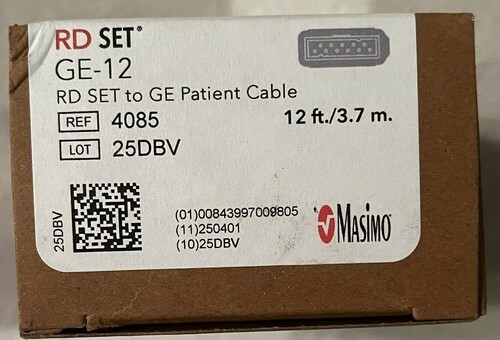 RD SET®
GE-12
RD SET to GE Patient Cable
REF 4085 12 ft./3.7 m.
LOT 25DBV
25DBV
(01)00843997009805
(11)250401
(10)25DBV
Masimo®